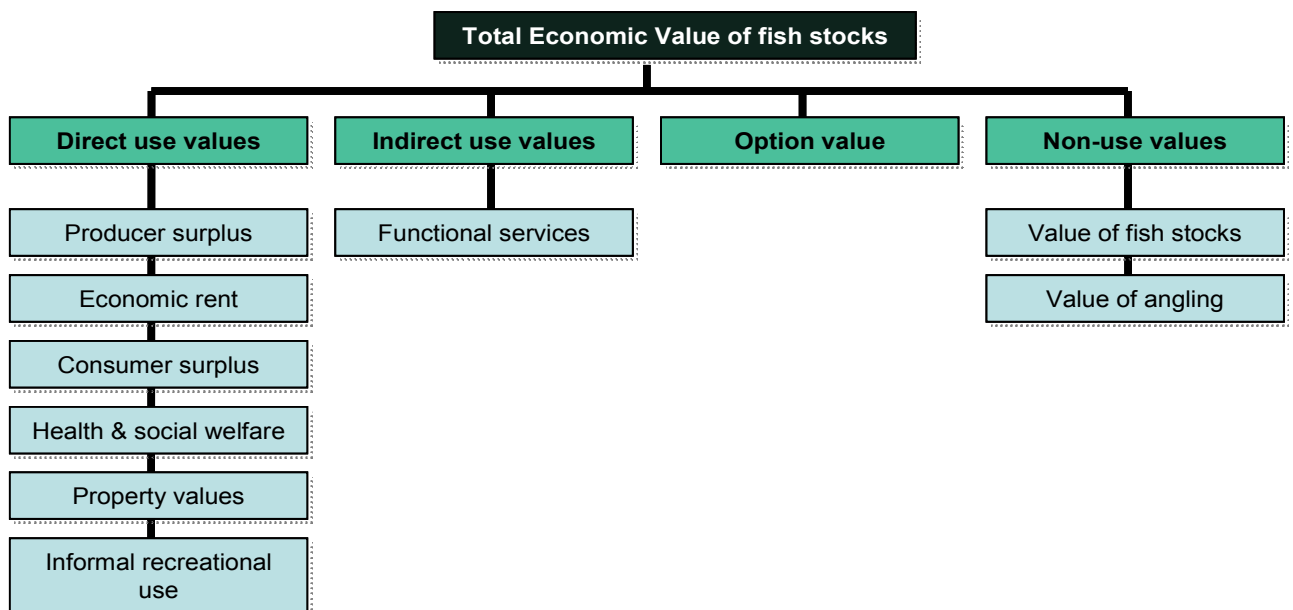 Total Economic Value of fish stocks
Direct use values
Indirect use values
Option value
Non-use values
Producer surplus
Functional services
Value of fish stocks
Economic rent
Value of angling
Consumer surplus
Health & social welfare
Property values
Informal recreational
use